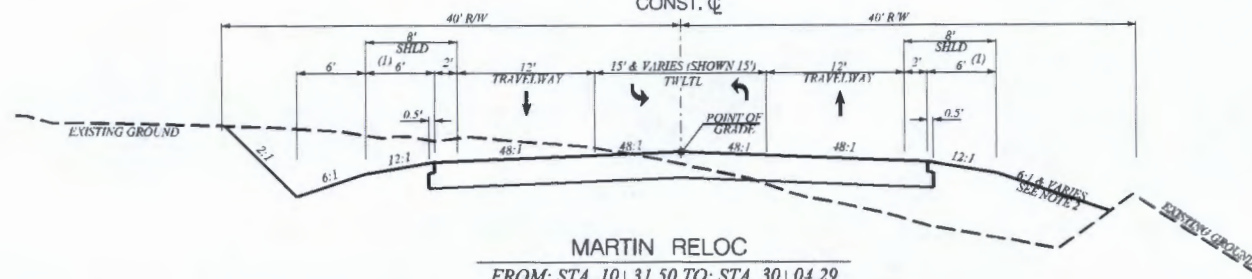 CONST. ℄
40' R/W 40' R/W
8' 8'
SHLD SHLD
6' (1) 6' 2' 12' 15' & VARIES (SHOWN 15') 12' 2' 6' (1)
TRAVELWAY TWLTL TRAVELWAY
0.5' POINT OF GRADE 0.5'
EXISTING GROUND
2:1 6:1 12:1 48:1 48:1 48:1 48:1 12:1
6:1 & VARIES
SEE NOTE 2
EXISTING GROUND
MARTIN RELOC
FROM: STA. 10+31.50 TO: STA. 30+04.29